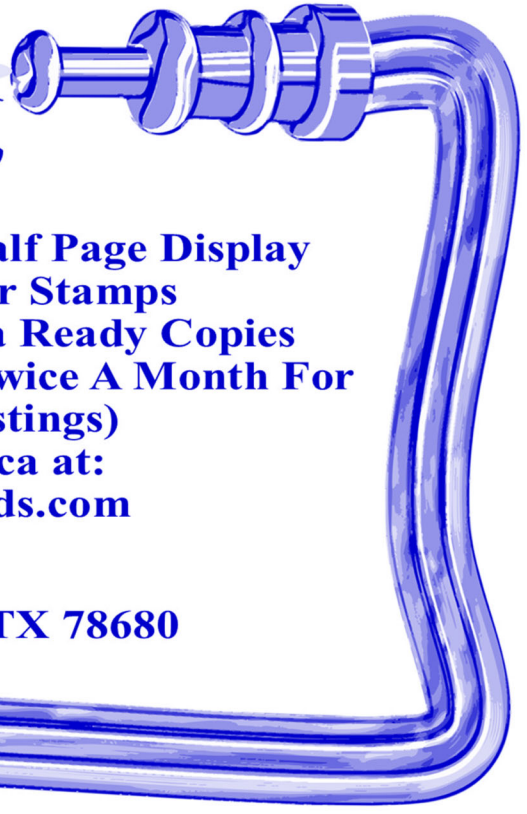 alf Page Display
r Stamps
a Ready Copies
wice A Month For
stings)
ca at:
ds.com
TX 78680